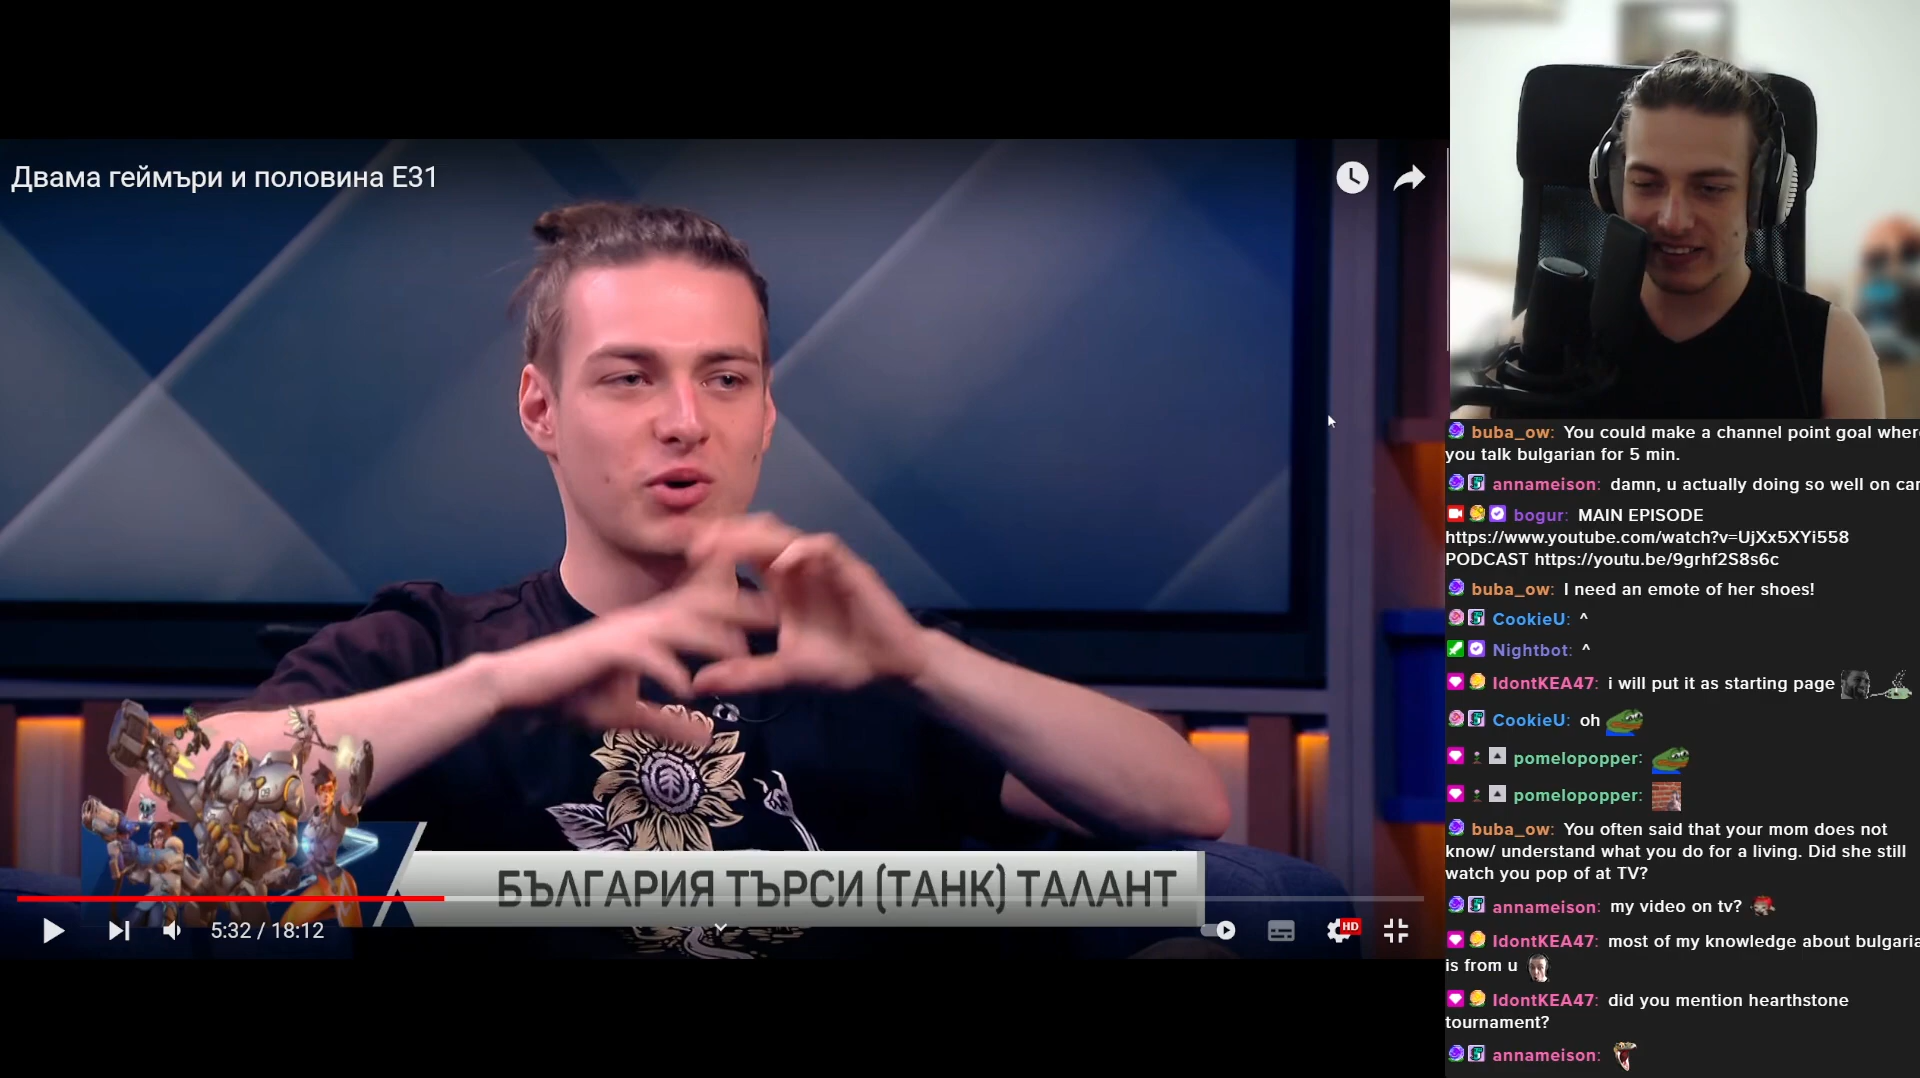 Двама геймъри и половина E31
БЪЛГАРИЯ ТЪРСИ (ТАНК) ТАЛАНТ
5:32 / 18:12
HD
buba_ow: You could make a channel point goal wher
you talk bulgarian for 5 min.
annameison: damn, u actually doing so well on ca
bogur: MAIN EPISODE
https://www.youtube.com/watch?v=UjXx5XYi558
PODCAST https://youtu.be/9grhf2S8s6c
buba_ow: I need an emote of her shoes!
CookieU: ^
Nightbot: ^
IdontKEA47: i will put it as starting page
CookieU: oh
pomelopopper:
pomelopopper:
buba_ow: You often said that your mom does not
know/ understand what you do for a living. Did she still
watch you pop of at TV?
annameison: my video on tv?
IdontKEA47: most of my knowledge about bulgaria
is from u
IdontKEA47: did you mention hearthstone
tournament?
annameison: